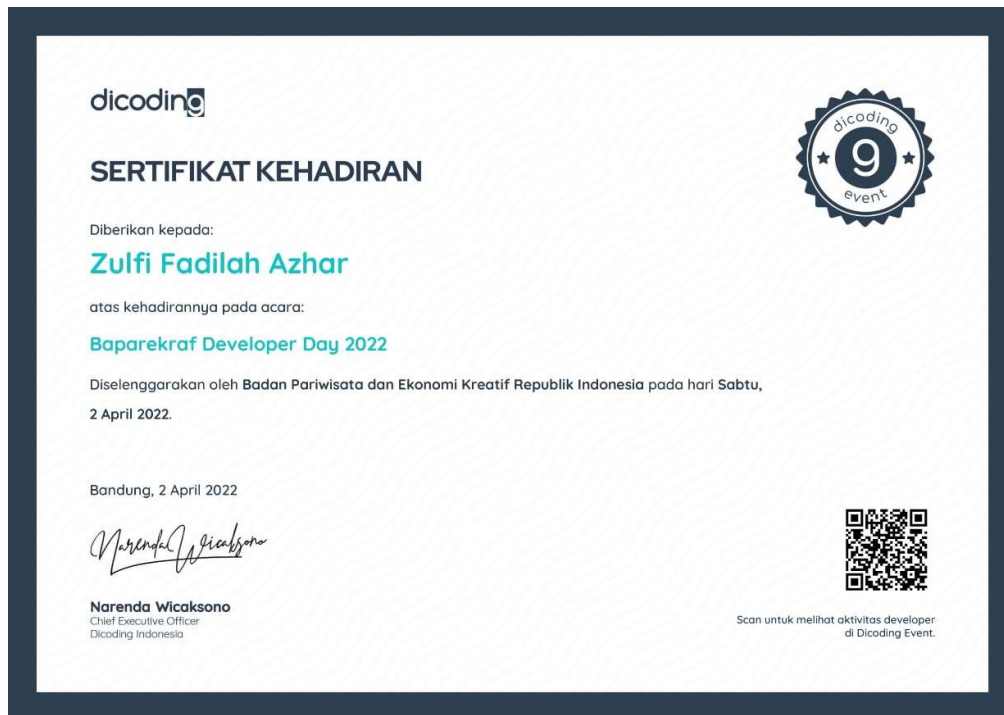 dicoding
SERTIFIKAT KEHADIRAN
dicoding
event
Diberikan kepada:
Zulfi Fadilah Azhar
atas kehadirannya pada acara:
Baparekraf Developer Day 2022
Diselenggarakan oleh Badan Pariwisata dan Ekonomi Kreatif Republik Indonesia pada hari Sabtu,
2 April 2022.
Bandung, 2 April 2022
Narenda Wicaksono
Narenda Wicaksono
Chief Executive Officer
Dicoding Indonesia
Scan untuk melihat aktivitas developer
di Dicoding Event.